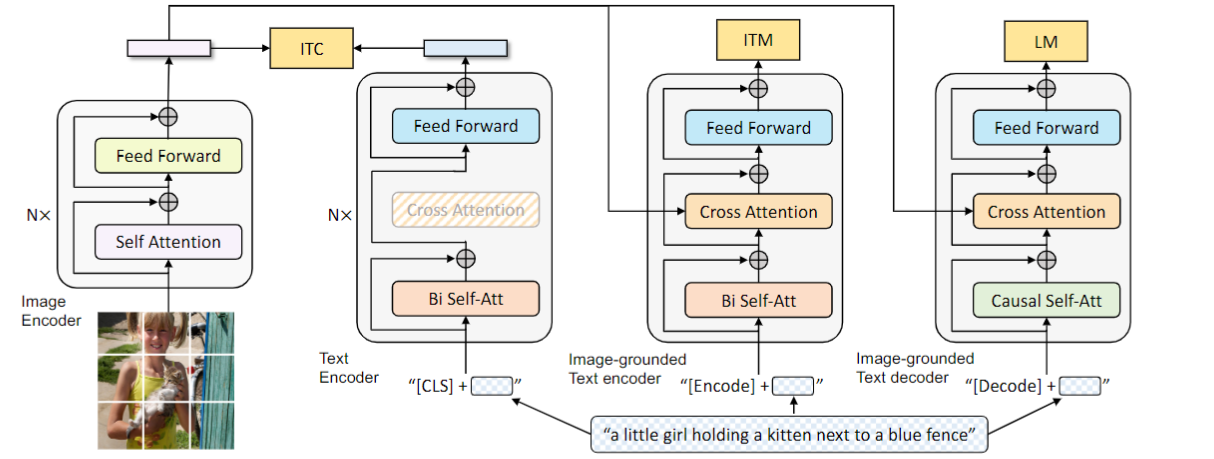 ITC
ITM
LM
Feed Forward
Self Attention
N×
Image
Encoder
Feed Forward
Cross Attention
Bi Self-Att
N×
Text
Encoder
"[CLS] + "
Feed Forward
Cross Attention
Bi Self-Att
Image-grounded
Text encoder
"[Encode] + "
Feed Forward
Cross Attention
Causal Self-Att
Image-grounded
Text decoder
"[Decode] + "
"a little girl holding a kitten next to a blue fence"